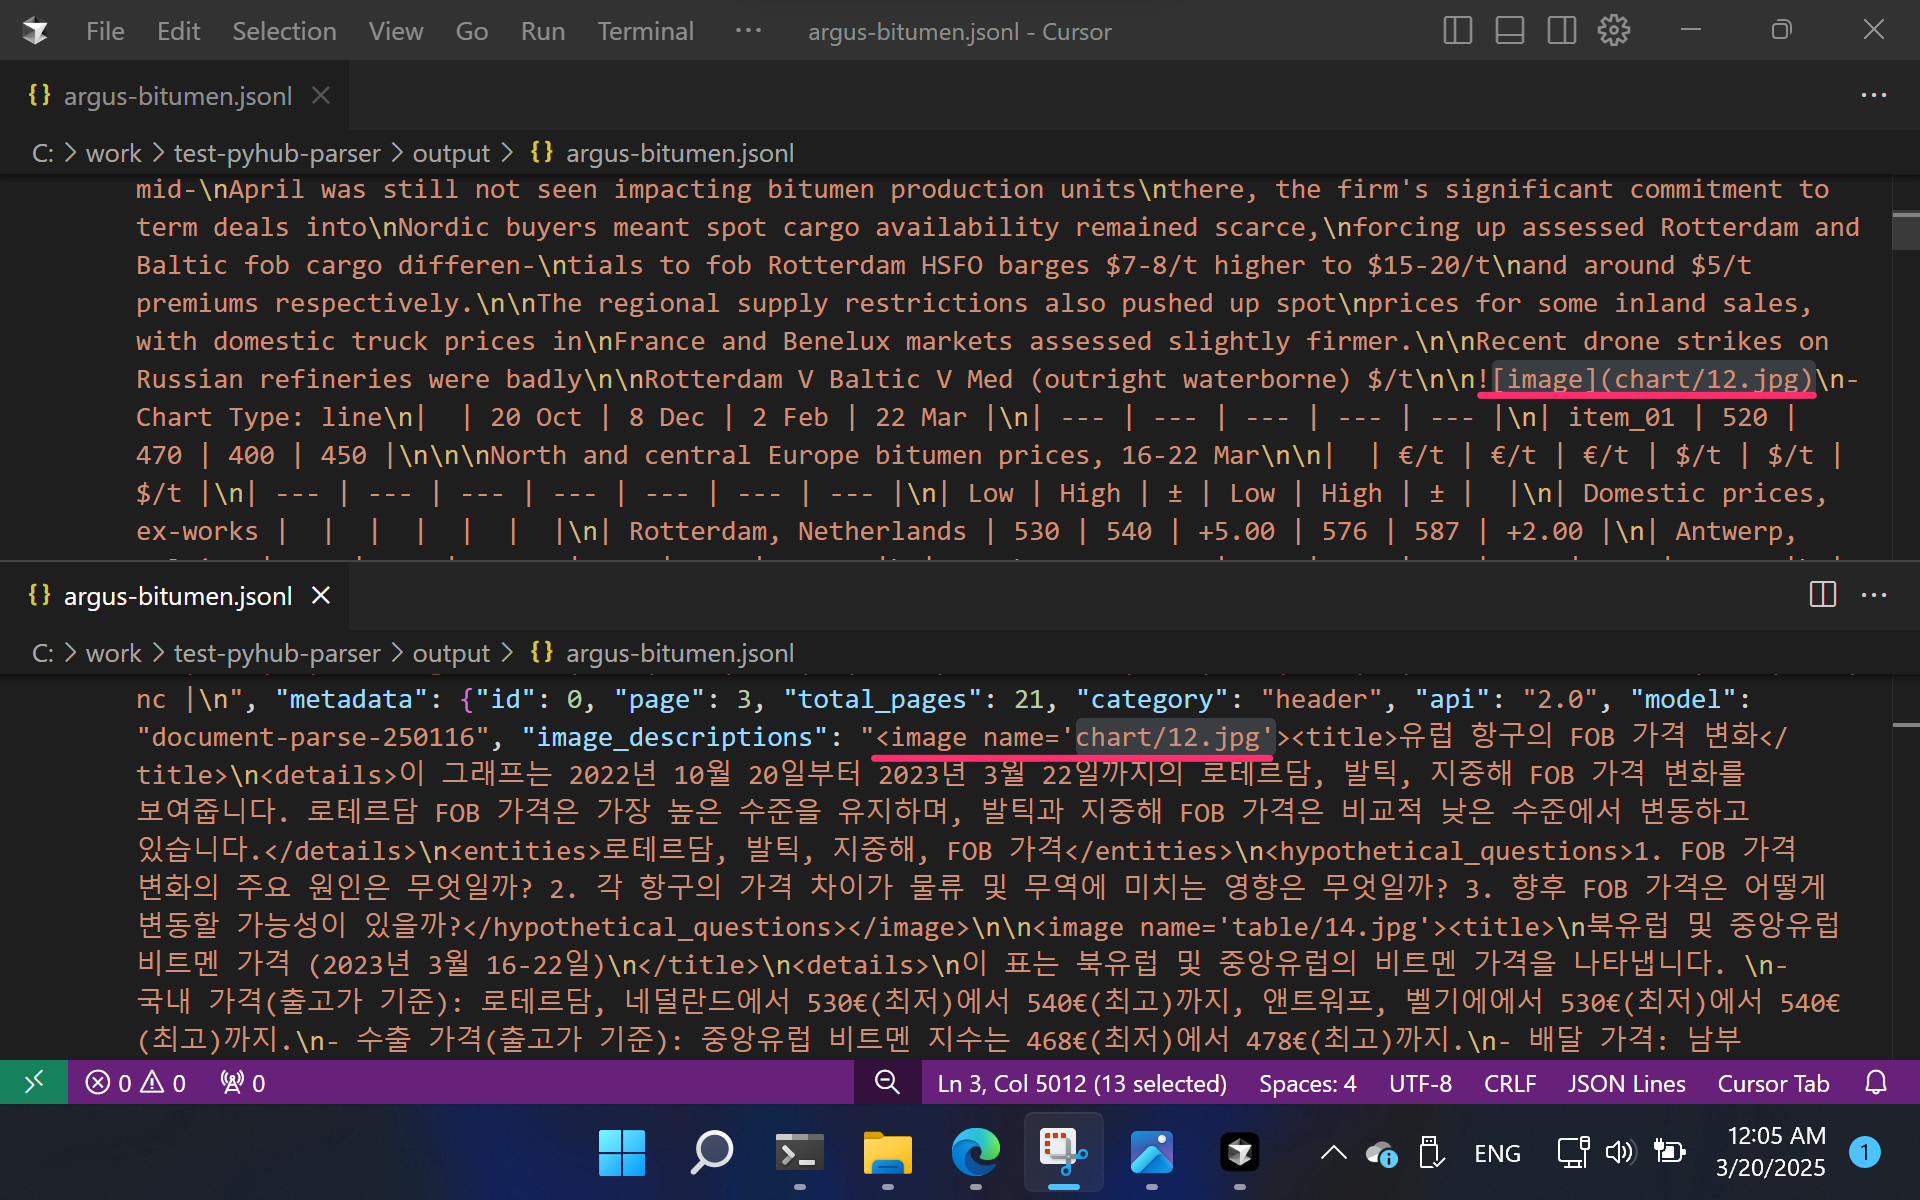 File Edit Selection View Go Run Terminal ··· argus-bitumen.jsonl - Cursor
{} argus-bitumen.jsonl
C: > work > test-pyhub-parser > output > {} argus-bitumen.jsonl
mid-\nApril was still not seen impacting bitumen production units\nthere, the firm's significant commitment to
term deals into\nNordic buyers meant spot cargo availability remained scarce,\nforcing up assessed Rotterdam and
Baltic fob cargo differen-\ntials to fob Rotterdam HSFO barges $7-8/t higher to $15-20/t\nand around $5/t
premiums respectively.\n\nThe regional supply restrictions also pushed up spot\nprices for some inland sales,
with domestic truck prices in\nFrance and Benelux markets assessed slightly firmer.\n\nRecent drone strikes on
Russian refineries were badly\n\nRotterdam V Baltic V Med (outright waterborne) $/t\n\n![image](chart/12.jpg)\n-
Chart Type: line\n|  | 20 Oct | 8 Dec | 2 Feb | 22 Mar |\n| --- | --- | --- | --- | --- |\n| item_01 | 520 |
470 | 400 | 450 |\n\n\nNorth and central Europe bitumen prices, 16-22 Mar\n\n|  | €/t | €/t | €/t | $/t | $/t |
$/t |\n| --- | --- | --- | --- | --- | --- | --- |\n| Low | High | ± | Low | High | ± |  |\n| Domestic prices,
ex-works |  |  |  |  |  |  |\n| Rotterdam, Netherlands | 530 | 540 | +5.00 | 576 | 587 | +2.00 |\n| Antwerp,
{} argus-bitumen.jsonl
C: > work > test-pyhub-parser > output > {} argus-bitumen.jsonl
nc |\n", "metadata": {"id": 0, "page": 3, "total_pages": 21, "category": "header", "api": "2.0", "model":
"document-parse-250116", "image_descriptions": "<image name='chart/12.jpg'><title>유럽 항구의 FOB 가격 변화</
title>\n<details>이 그래프는 2022년 10월 20일부터 2023년 3월 22일까지의 로테르담, 발틱, 지중해 FOB 가격 변화를
보여줍니다. 로테르담 FOB 가격은 가장 높은 수준을 유지하며, 발틱과 지중해 FOB 가격은 비교적 낮은 수준에서 변동하고
있습니다.</details>\n<entities>로테르담, 발틱, 지중해, FOB 가격</entities>\n<hypothetical_questions>1. FOB 가격
변화의 주요 원인은 무엇일까? 2. 각 항구의 가격 차이가 물류 및 무역에 미치는 영향은 무엇일까? 3. 향후 FOB 가격은 어떻게
변동할 가능성이 있을까?</hypothetical_questions></image>\n\n<image name='table/14.jpg'><title>\n북유럽 및 중앙유럽
비트멘 가격 (2023년 3월 16-22일)\n</title>\n<details>\n이 표는 북유럽 및 중앙유럽의 비트멘 가격을 나타냅니다. \n-
국내 가격(출고가 기준): 로테르담, 네덜란드에서 530€(최저)에서 540€(최고)까지, 앤트워프, 벨기에에서 530€(최저)에서 540€
(최고)까지.\n- 수출 가격(출고가 기준): 중앙유럽 비트멘 지수는 468€(최저)에서 478€(최고)까지.\n- 배달 가격: 남부
0 0 0 Ln 3, Col 5012 (13 selected) Spaces: 4 UTF-8 CRLF JSON Lines Cursor Tab
ENG 12:05 AM 1
3/20/2025